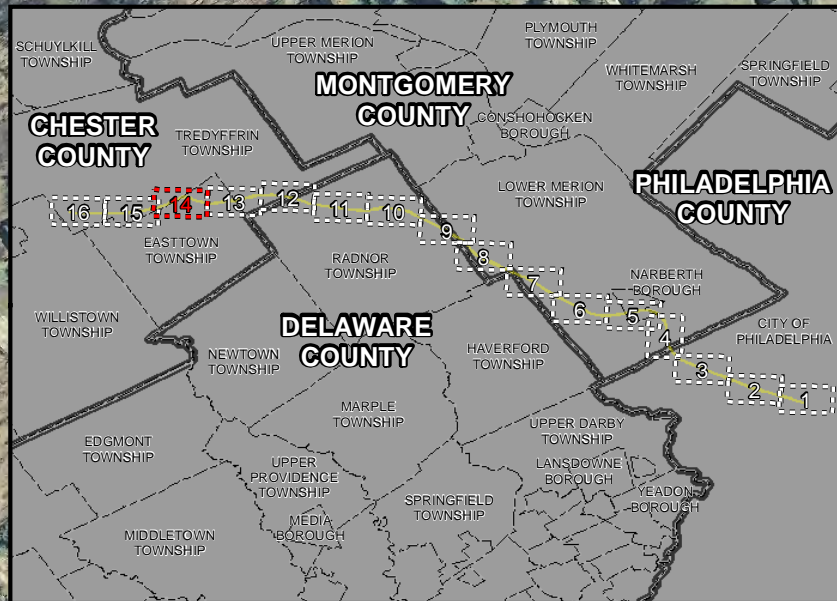 PLYMOUTH
TOWNSHIP
SCHUYLKILL
TOWNSHIP
UPPER MERION
TOWNSHIP
WHITEMARSH
TOWNSHIP
SPRINGFIELD
TOWNSHIP
MONTGOMERY
COUNTY
CHESTER
COUNTY
TREDYFFRIN
TOWNSHIP
CONSHOHOCKEN
BOROUGH
LOWER MERION
TOWNSHIP
PHILADELPHIA
COUNTY
16
15
14
13
12
11
10
9
8
7
6
5
4
3
2
1
EASTTOWN
TOWNSHIP
RADNOR
TOWNSHIP
NARBERTH
BOROUGH
WILLISTOWN
TOWNSHIP
DELAWARE
COUNTY
CITY OF
PHILADELPHIA
NEWTOWN
TOWNSHIP
HAVERFORD
TOWNSHIP
MARPLE
TOWNSHIP
EDGMONT
TOWNSHIP
UPPER DARBY
TOWNSHIP
UPPER
PROVIDENCE
TOWNSHIP
LANSDOWNE
BOROUGH
SPRINGFIELD
TOWNSHIP
YEADON
BOROUGH
MEDIA
BOROUGH
MIDDLETOWN
TOWNSHIP